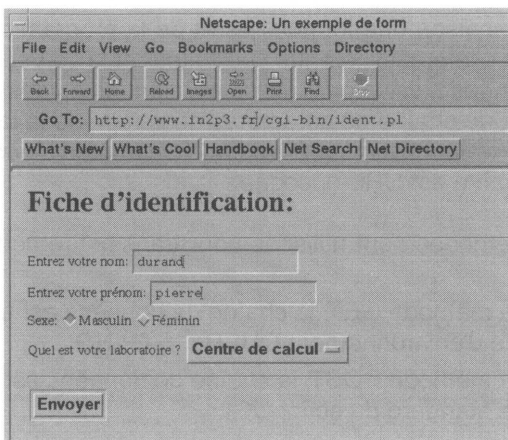 Netscape: Un exemple de form
File Edit View Go Bookmarks Options Directory
Back Forward Home Reload Images Open Print Find Stop
Go To: http://www.in2p3.fr/cgi-bin/ident.pl
What's New What's Cool Handbook Net Search Net Directory
Fiche d'identification:
Entrez votre nom: durand
Entrez votre prénom: pierre
Sexe: Masculin Féminin
Quel est votre laboratoire ? Centre de calcul
Envoyer